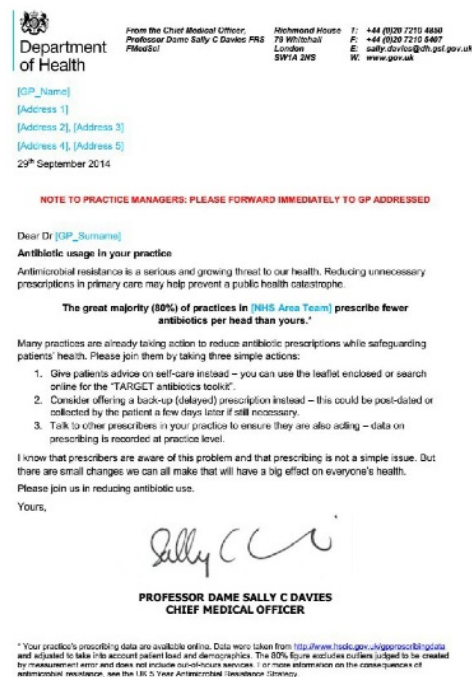 Department
of Health
From the Chief Medical Officer,
Professor Dame Sally C Davies FRS
FMedSci
Richmond House
79 Whitehall
London
SW1A 2NS
T: +44 (0)20 7210 4850
F: +44 (0)20 7210 5407
E: sally.davies@dh.gsi.gov.uk
W: www.gov.uk
[GP_Name]
[Address 1]
[Address 2], [Address 3]
[Address 4], [Address 5]
29th September 2014
NOTE TO PRACTICE MANAGERS: PLEASE FORWARD IMMEDIATELY TO GP ADDRESSED
Dear Dr [GP_Surname]
Antibiotic usage in your practice
Antimicrobial resistance is a serious and growing threat to our health. Reducing unnecessary
prescriptions in primary care may help prevent a public health catastrophe.
The great majority (80%) of practices in [NHS Area Team] prescribe fewer
antibiotics per head than yours.*
Many practices are already taking action to reduce antibiotic prescriptions while safeguarding
patients' health. Please join them by taking three simple actions:
1. Give patients advice on self-care instead – you can use the leaflet enclosed or search
online for the "TARGET antibiotics toolkit".
2. Consider offering a back-up (delayed) prescription instead – this could be post-dated or
collected by the patient a few days later if still necessary.
3. Talk to other prescribers in your practice to ensure they are also acting – data on
prescribing is recorded at practice level.
I know that prescribers are aware of this problem and that prescribing is not a simple issue. But
there are small changes we can all make that will have a big effect on everyone's health.
Please join us in reducing antibiotic use.
Yours,
Sally C
PROFESSOR DAME SALLY C DAVIES
CHIEF MEDICAL OFFICER
* Your practice's prescribing data are available online. Data were taken from http://www.hscic.gov.uk/gpprescribingdata
and adjusted to take into account patient load and demographics. The 80% figure excludes outliers judged to be created
by measurement error and does not include out-of-hours services. For more information on the consequences of
antimicrobial resistance, see the UK 5 Year Antimicrobial Resistance Strategy.